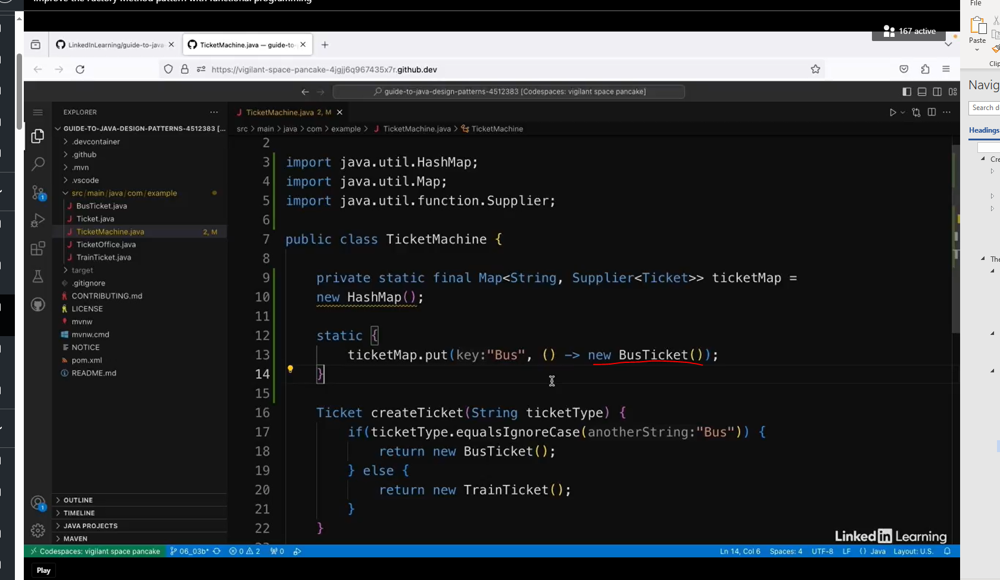 Improve the Factory Method pattern with functional programming
File
167 active
Paste
LinkedInLearning/guide-to-java-
TicketMachine.java — guide-to-
https://vigilant-space-pancake-4jgjj6q967435x7r.github.dev
guide-to-java-design-patterns-4512383 [Codespaces: vigilant space pancake]
Search d
Headings
EXPLORER
TicketMachine.java 2, M
GUIDE-TO-JAVA-DESIGN-PATTERNS-4512383 [...
src > main > java > com > example > TicketMachine.java > TicketMachine
.devcontainer
.github
.mvn
.vscode
src/main/java/com/example
BusTicket.java
Ticket.java
TicketMachine.java 2, M
TicketOffice.java
TrainTicket.java
target
.gitignore
CONTRIBUTING.md
LICENSE
mvnw
mvnw.cmd
NOTICE
pom.xml
README.md
OUTLINE
TIMELINE
JAVA PROJECTS
MAVEN
2
3 import java.util.HashMap;
4 import java.util.Map;
5 import java.util.function.Supplier;
6
7 public class TicketMachine {
8
9 private static final Map<String, Supplier<Ticket>> ticketMap =
10 new HashMap();
11
12 static {
13 ticketMap.put(key:"Bus", () -> new BusTicket());
14 }
15
16 Ticket createTicket(String ticketType) {
17 if(ticketType.equalsIgnoreCase(anotherString:"Bus")) {
18 return new BusTicket();
19 } else {
20 return new TrainTicket();
21 }
22 }
LinkedIn Learning
Codespaces: vigilant space pancake 06_03b* 0 2 0 Ln 14, Col 6 Spaces: 4 UTF-8 LF {} Java Layout: U.S.
Play